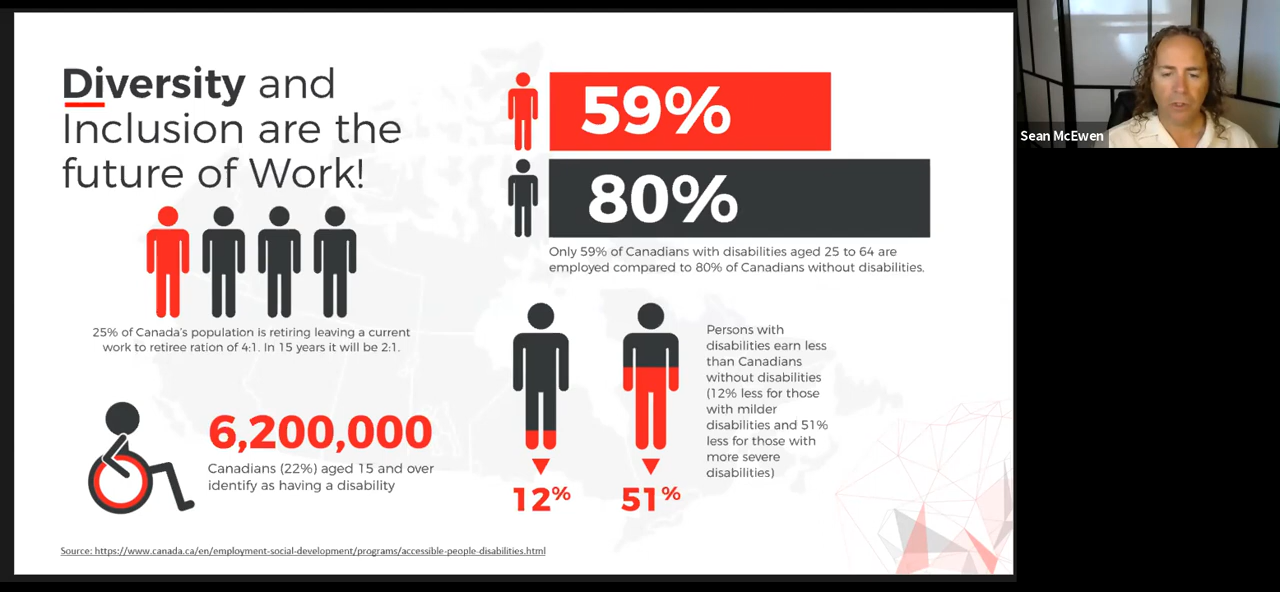 Diversity and
Inclusion are the
future of Work!
25% of Canada's population is retiring leaving a current
work to retiree ration of 4:1. In 15 years it will be 2:1.
6,200,000
Canadians (22%) aged 15 and over
identify as having a disability
59%
80%
Only 59% of Canadians with disabilities aged 25 to 64 are
employed compared to 80% of Canadians without disabilities.
12%
51%
Persons with
disabilities earn less
than Canadians
without disabilities
(12% less for those
with milder
disabilities and 51%
less for those with
more severe
disabilities)
Source: https://www.canada.ca/en/employment-social-development/programs/accessible-people-disabilities.html
Sean McEwen